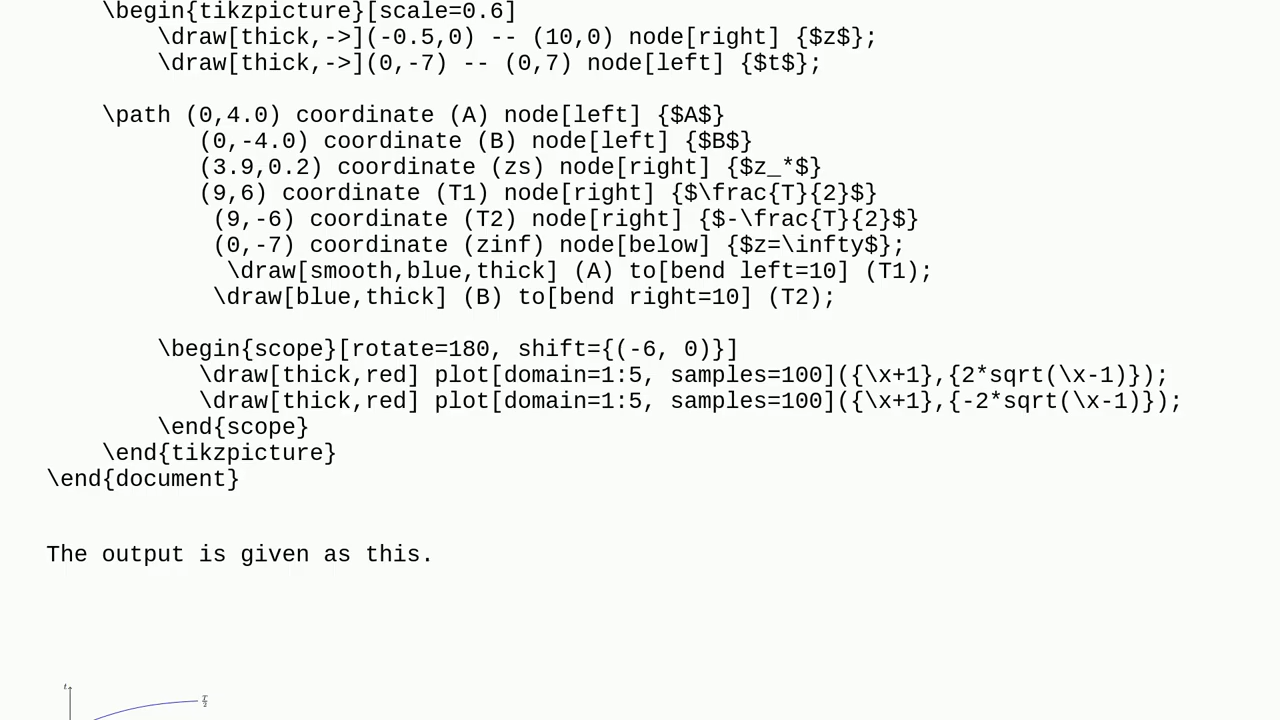 \begin{tikzpicture}[scale=0.6]
\draw[thick,->](-0.5,0) -- (10,0) node[right] {$z$};
\draw[thick,->](0,-7) -- (0,7) node[left] {$t$};
\path (0,4.0) coordinate (A) node[left] {$A$}
(0,-4.0) coordinate (B) node[left] {$B$}
(3.9,0.2) coordinate (zs) node[right] {$z_*$}
(9,6) coordinate (T1) node[right] {$\frac{T}{2}$}
(9,-6) coordinate (T2) node[right] {$-\frac{T}{2}$}
(0,-7) coordinate (zinf) node[below] {$z=\infty$};
\draw[smooth,blue,thick] (A) to[bend left=10] (T1);
\draw[blue,thick] (B) to[bend right=10] (T2);
\begin{scope}[rotate=180, shift={(-6, 0)}]
\draw[thick,red] plot[domain=1:5, samples=100]({\x+1},{2*sqrt(\x-1)});
\draw[thick,red] plot[domain=1:5, samples=100]({\x+1},{-2*sqrt(\x-1)});
\end{scope}
\end{tikzpicture}
\end{document}
The output is given as this.
t
T
2